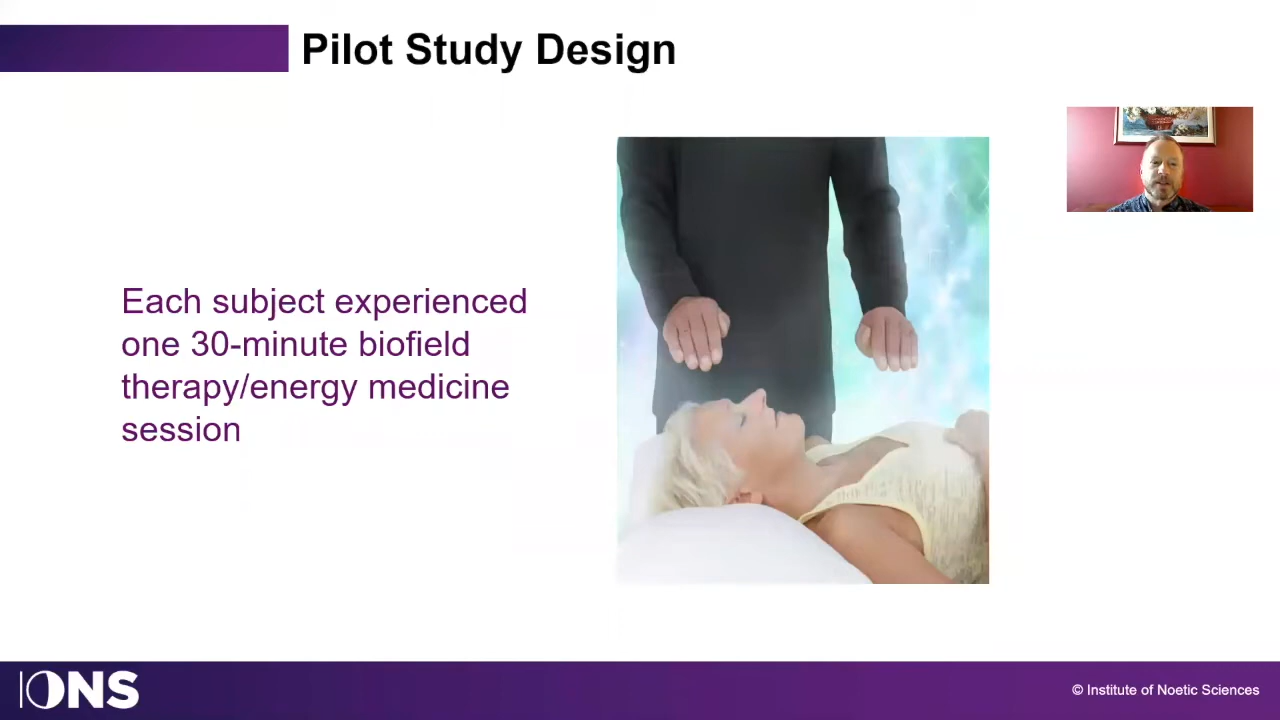 Pilot Study Design
Each subject experienced
one 30-minute biofield
therapy/energy medicine
session
IONS
© Institute of Noetic Sciences